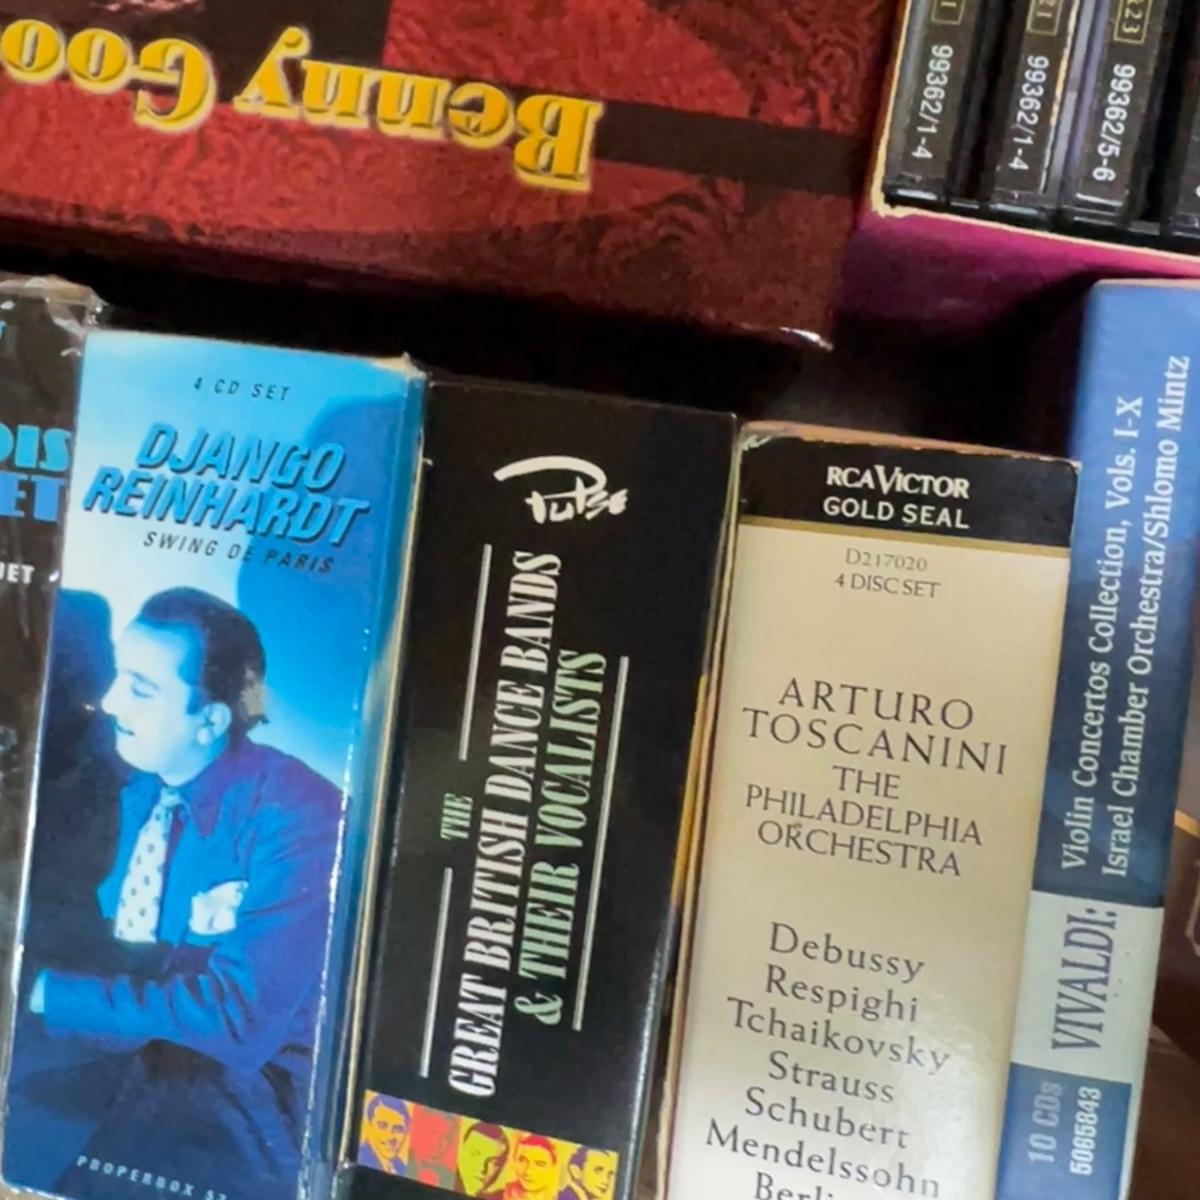 Benny Goo
99362/1-4
21
99362/1-4
23
99362/5-6
4 CD SET
DJANGO
REINHARDT
SWING DE PARIS
PROPERBOX
Pulse
THE
GREAT BRITISH DANCE BANDS
& THEIR VOCALISTS
RCA VICTOR
GOLD SEAL
D217020
4 DISC SET
ARTURO
TOSCANINI
THE
PHILADELPHIA
ORCHESTRA
Debussy
Respighi
Tchaikovsky
Strauss
Schubert
Mendelssohn
Berli
Violin Concertos Collection, Vols. I-X
Israel Chamber Orchestra/Shlomo Mintz
VIVALDI:
10 CDs
5065843